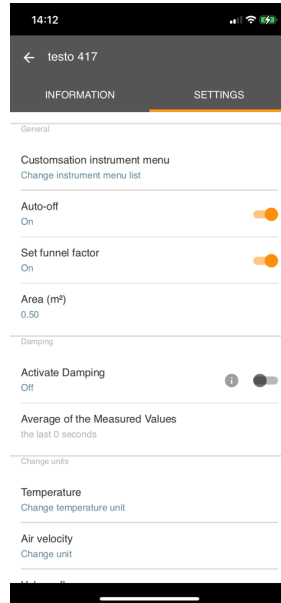 14:12
testo 417
INFORMATION SETTINGS
General
Customsation instrument menu
Change instrument menu list
Auto-off
On
Set funnel factor
On
Area (m²)
0.50
Damping
Activate Damping
Off
Average of the Measured Values
the last 0 seconds
Change units
Temperature
Change temperature unit
Air velocity
Change unit